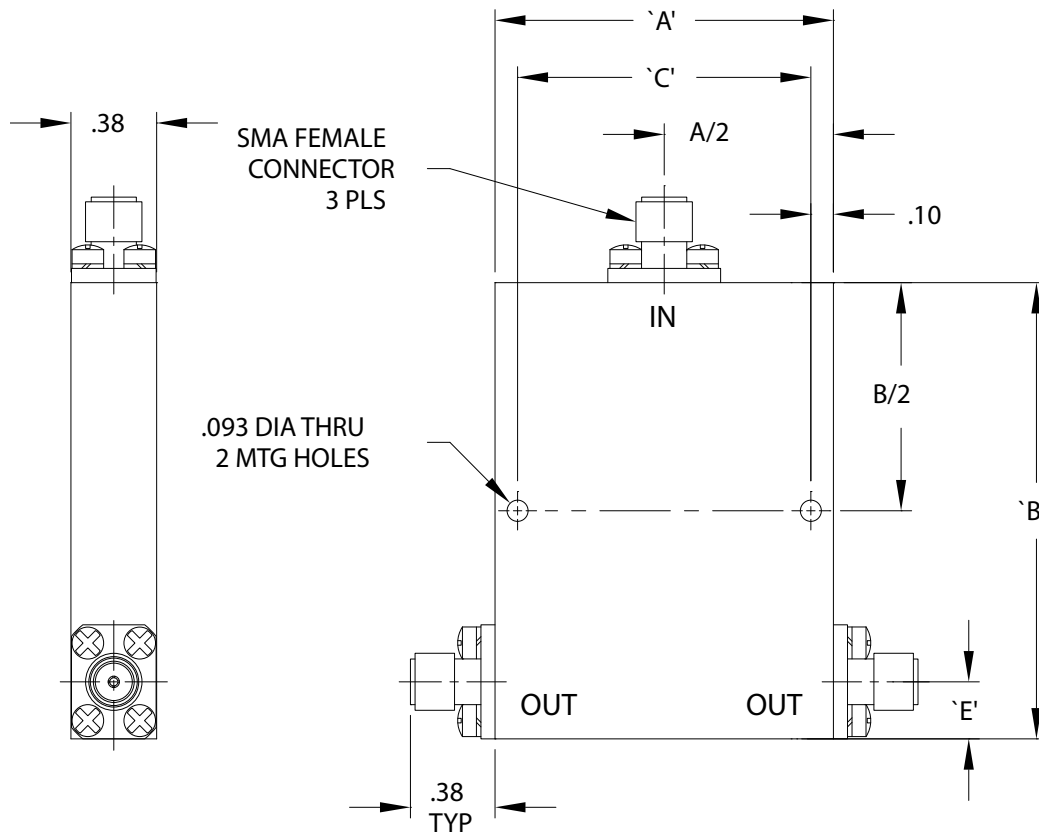 `A'
`C'
.38
A/2
SMA FEMALE
CONNECTOR
3 PLS
.10
IN
B/2
.093 DIA THRU
2 MTG HOLES
`B
OUT
OUT
`E'
.38
TYP